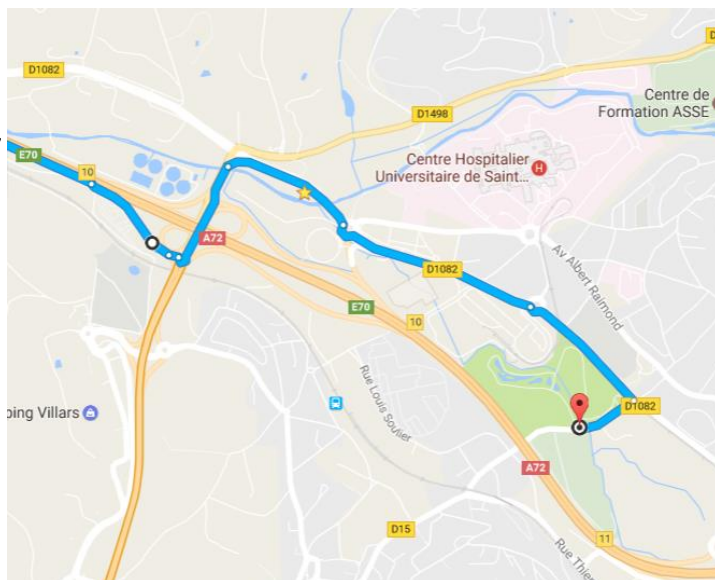 D1082
D1498
Centre de
Formation ASSE
E70
10
Centre Hospitalier
Universitaire de Saint...
H
A72
D1082
Av Albert Raimond
E70
10
Rue Louis Soulier
ping Villars
D1082
A72
D15
11
Rue Thie